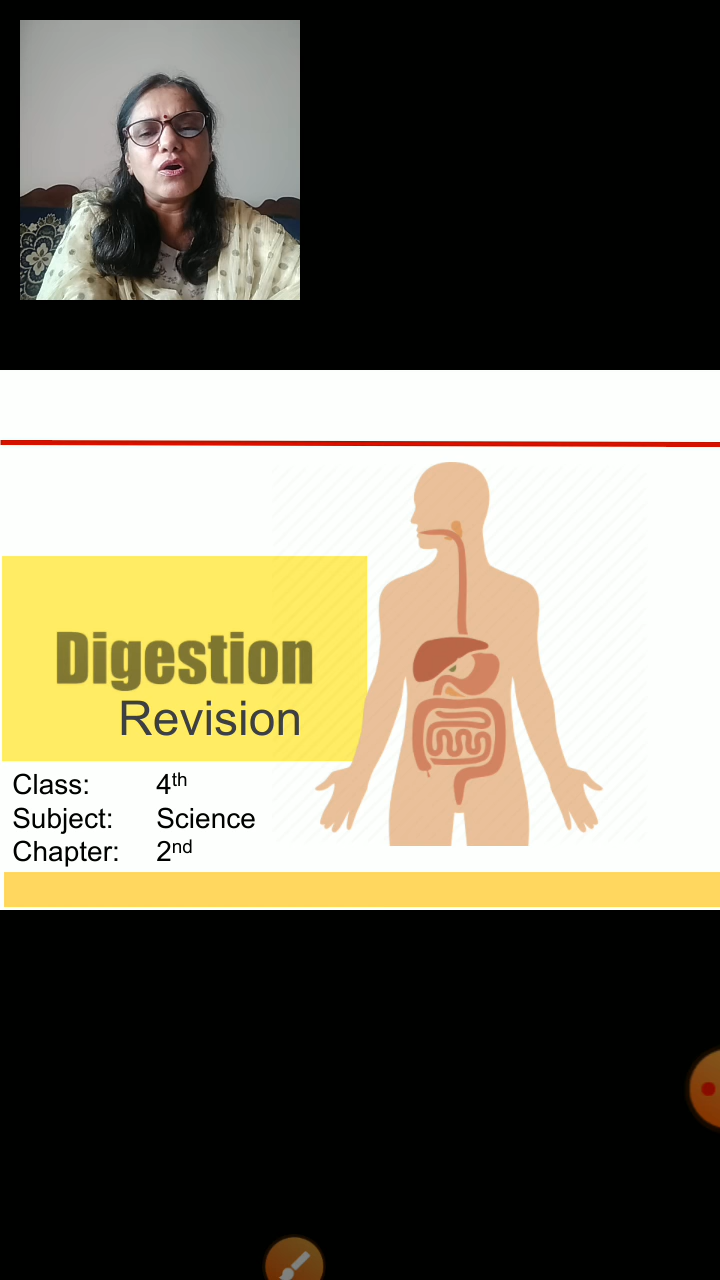 Digestion
Revision
Class: 4th
Subject: Science
Chapter: 2nd